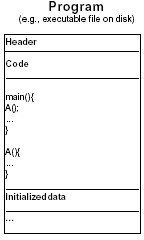 Program
(e.g., executable file on disk)
Header
Code
main(){
A();
...
}
A(){
...
}
Initialized data
...